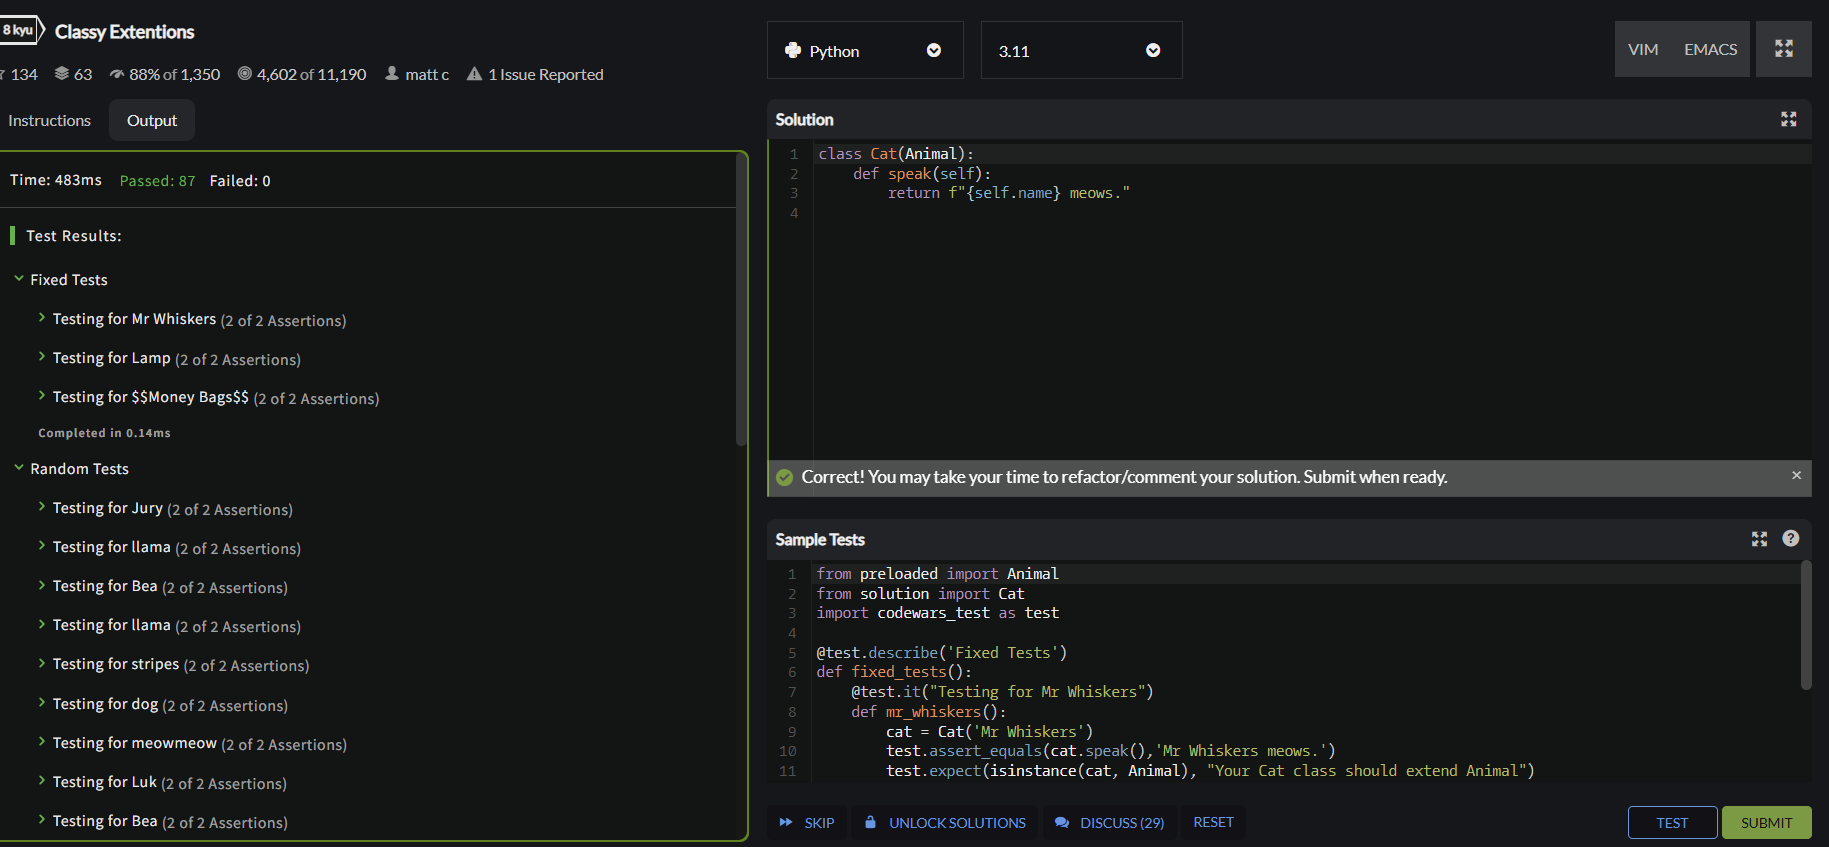 8 kyu Classy Extentions
134 63 88% of 1,350 4,602 of 11,190 matt c 1 Issue Reported
Instructions Output
Time: 483ms Passed: 87 Failed: 0
Test Results:
Fixed Tests
Testing for Mr Whiskers (2 of 2 Assertions)
Testing for Lamp (2 of 2 Assertions)
Testing for $$Money Bags$$ (2 of 2 Assertions)
Completed in 0.14ms
Random Tests
Testing for Jury (2 of 2 Assertions)
Testing for llama (2 of 2 Assertions)
Testing for Bea (2 of 2 Assertions)
Testing for llama (2 of 2 Assertions)
Testing for stripes (2 of 2 Assertions)
Testing for dog (2 of 2 Assertions)
Testing for meowmeow (2 of 2 Assertions)
Testing for Luk (2 of 2 Assertions)
Testing for Bea (2 of 2 Assertions)
Python 3.11 VIM EMACS
Solution
1 class Cat(Animal):
2     def speak(self):
3         return f"{self.name} meows."
4
Correct! You may take your time to refactor/comment your solution. Submit when ready. ×
Sample Tests ?
1 from preloaded import Animal
2 from solution import Cat
3 import codewars_test as test
4
5 @test.describe('Fixed Tests')
6 def fixed_tests():
7     @test.it("Testing for Mr Whiskers")
8     def mr_whiskers():
9         cat = Cat('Mr Whiskers')
10         test.assert_equals(cat.speak(),'Mr Whiskers meows.')
11         test.expect(isinstance(cat, Animal), "Your Cat class should extend Animal")
SKIP UNLOCK SOLUTIONS DISCUSS (29) RESET TEST SUBMIT